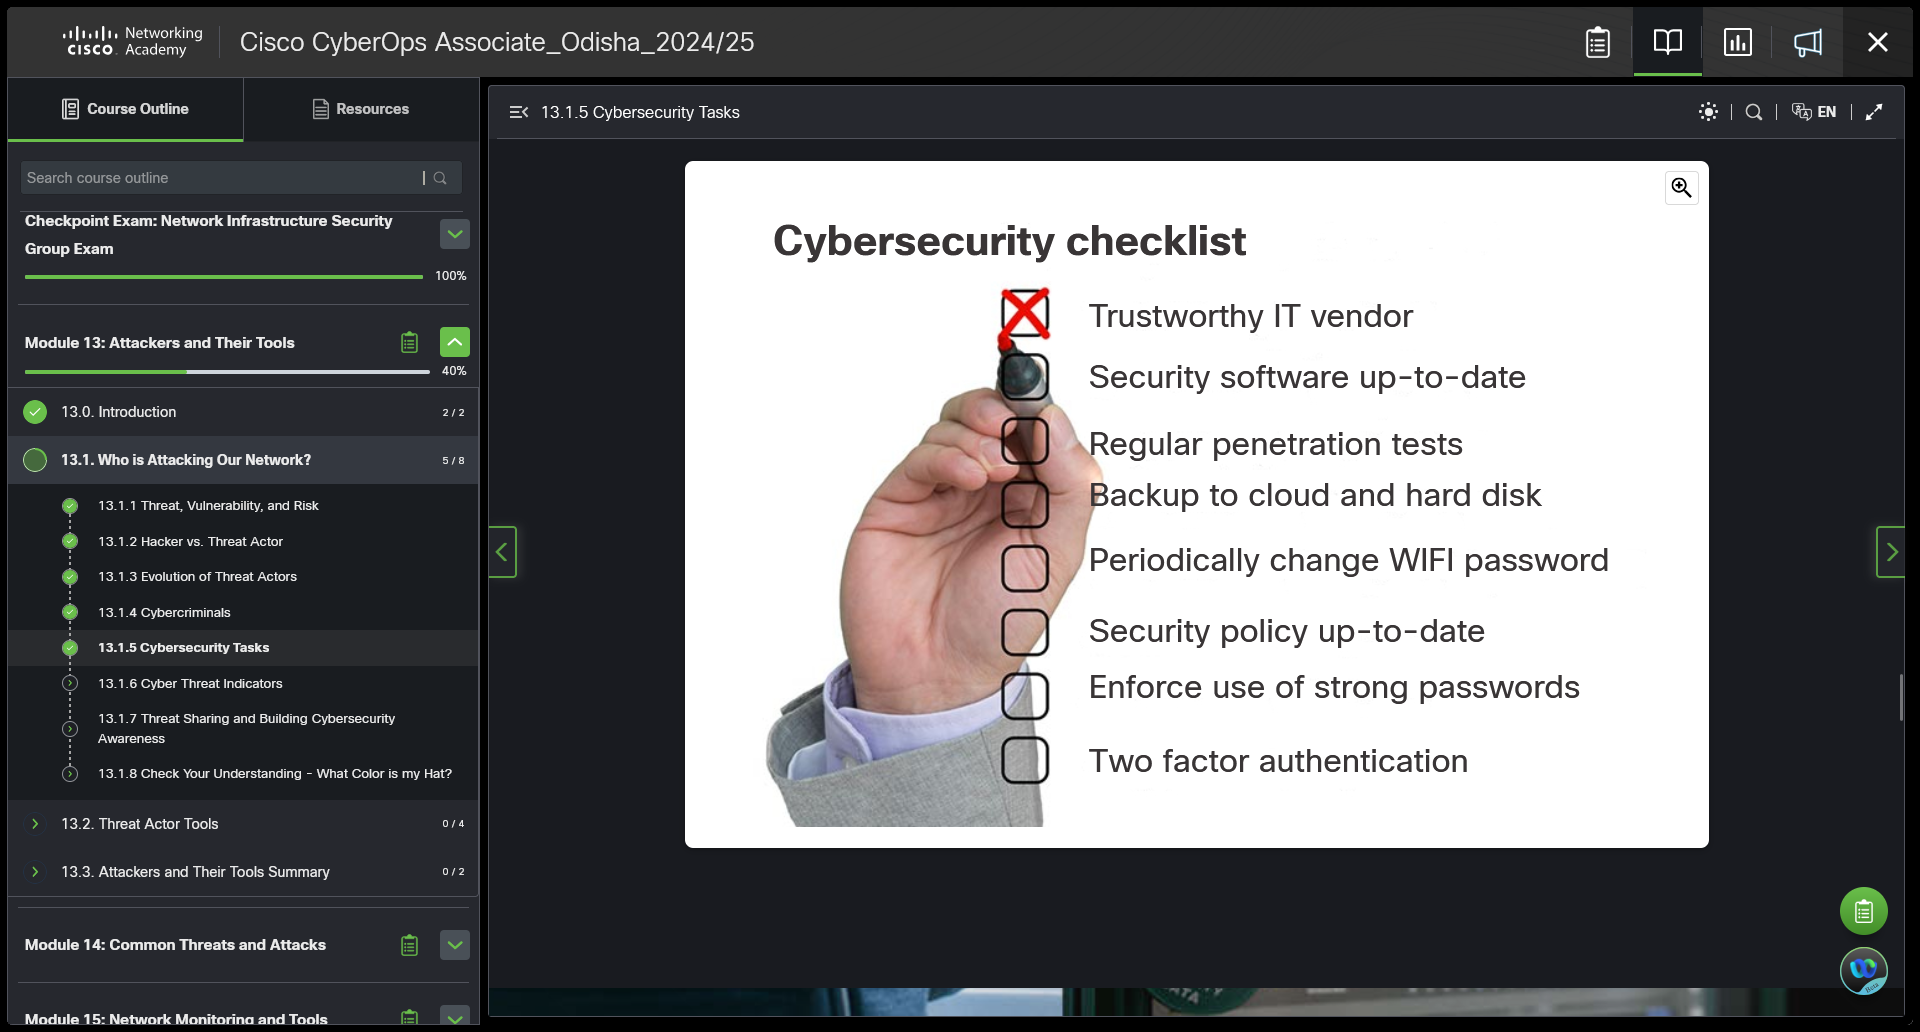 CISCO Networking Academy
Cisco CyberOps Associate_Odisha_2024/25
Course Outline
Resources
Search course outline
Checkpoint Exam: Network Infrastructure Security
Group Exam
100%
Module 13: Attackers and Their Tools
40%
13.0. Introduction 2 / 2
13.1. Who is Attacking Our Network? 5 / 8
13.1.1 Threat, Vulnerability, and Risk
13.1.2 Hacker vs. Threat Actor
13.1.3 Evolution of Threat Actors
13.1.4 Cybercriminals
13.1.5 Cybersecurity Tasks
13.1.6 Cyber Threat Indicators
13.1.7 Threat Sharing and Building Cybersecurity
Awareness
13.1.8 Check Your Understanding - What Color is my Hat?
13.2. Threat Actor Tools 0 / 4
13.3. Attackers and Their Tools Summary 0 / 2
Module 14: Common Threats and Attacks
Module 15: Network Monitoring and Tools
13.1.5 Cybersecurity Tasks
EN
Cybersecurity checklist
Trustworthy IT vendor
Security software up-to-date
Regular penetration tests
Backup to cloud and hard disk
Periodically change WIFI password
Security policy up-to-date
Enforce use of strong passwords
Two factor authentication
Beta